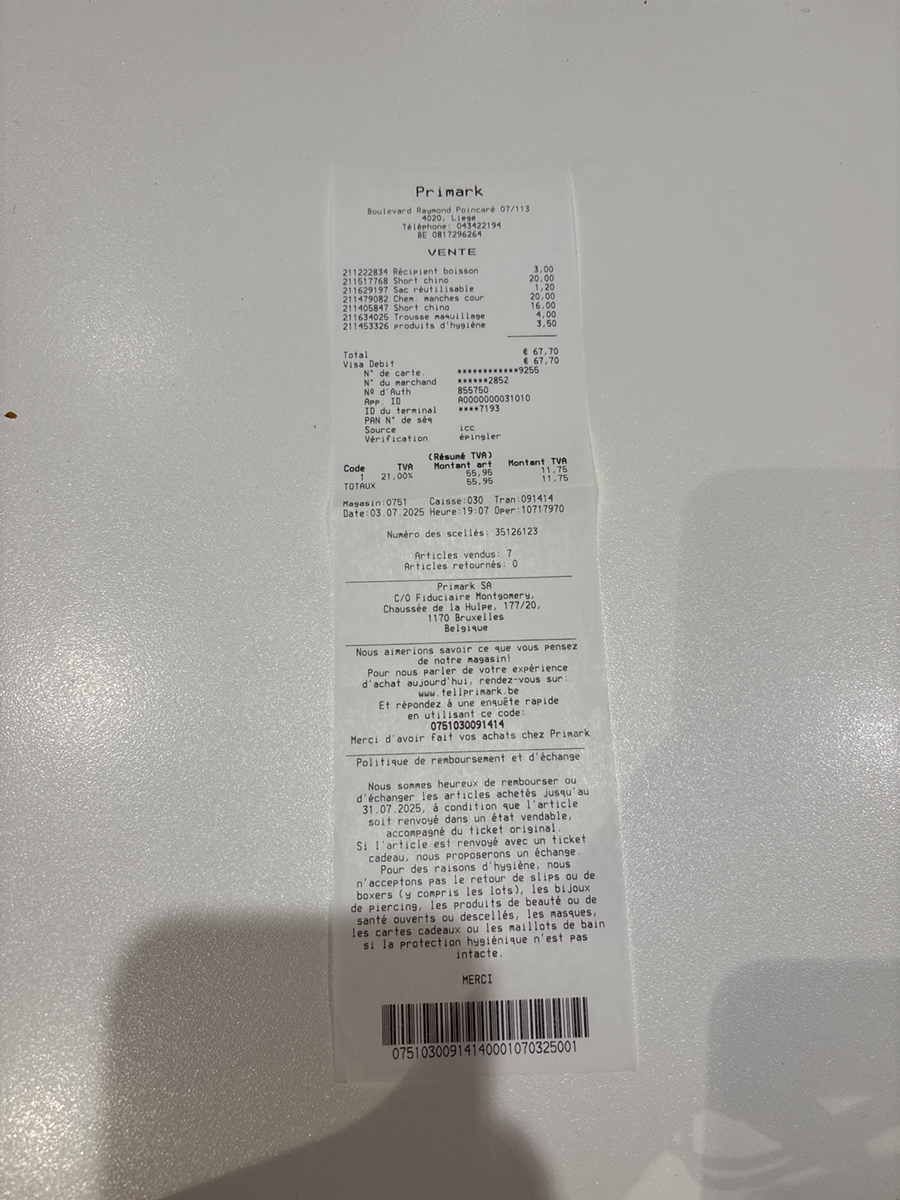 Primark
Boulevard Raymond Poincaré 07/113
4020, Liege
Téléphone: 043422194
BE 0817296264
VENTE
211222834 Récipient boisson 3,00
211517768 Short chino 20,00
211629197 Sac réutilisable 1,20
211479082 Chem. manches cour 20,00
211405847 Short chino 16,00
211634025 Trousse maquillage 4,00
211453326 produits d'hygiène 3,50
Total € 67,70
Visa Debit € 67,70
N° de carte. ************9255
N° du marchand ******2852
Nº d'Auth 855750
App. ID A0000000031010
ID du terminal ****7193
PAN N° de séq
Source icc
Vérification épingler
(Résumé TVA)
Code TVA Montant art Montant TVA
1 21,00% 55,95 11,75
TOTAUX 55,95 11,75
Magasin:0751 Caisse:030 Tran:091414
Date:03.07.2025 Heure:19:07 Oper:10717970
Numéro des scellés: 35126123
Articles vendus: 7
Articles retournés: 0
Primark SA
C/O Fiduciaire Montgomery,
Chaussée de la Hulpe, 177/20,
1170 Bruxelles
Belgique
Nous aimerions savoir ce que vous pensez
de notre magasin!
Pour nous parler de votre expérience
d'achat aujourd'hui, rendez-vous sur:
www.tellprimark.be
Et répondez à une enquête rapide
en utilisant ce code:
0751030091414
Merci d'avoir fait vos achats chez Primark
Politique de remboursement et d'échange
Nous sommes heureux de rembourser ou
d'échanger les articles achetés jusqu'au
31.07.2025, à condition que l'article
soit renvoyé dans un état vendable,
accompagné du ticket original.
Si l'article est renvoyé avec un ticket
cadeau, nous proposerons un échange.
Pour des raisons d'hygiène, nous
n'acceptons pas le retour de slips ou de
boxers (y compris les lots), les bijoux
de piercing, les produits de beauté ou de
santé ouverts ou descellés, les masques,
les cartes cadeaux ou les maillots de bain
si la protection hygiénique n'est pas
intacte.
MERCI
07510300914140001070325001